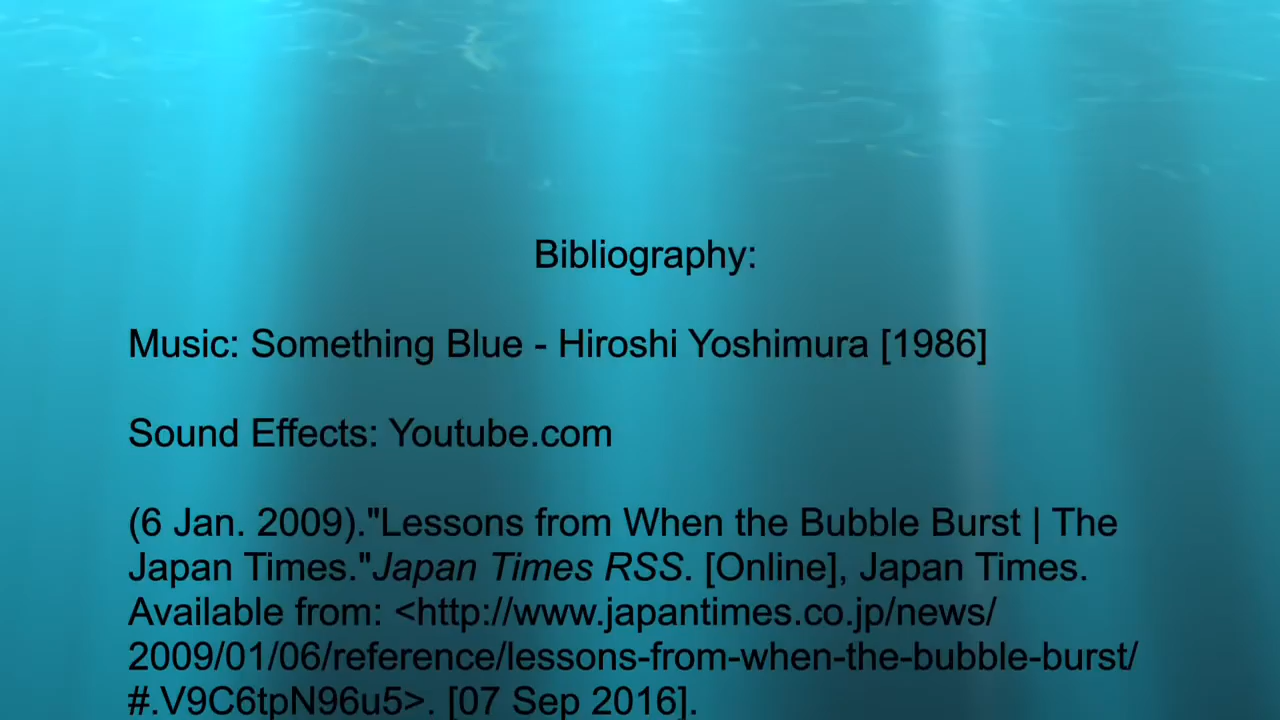 Bibliography:
Music: Something Blue - Hiroshi Yoshimura [1986]
Sound Effects: Youtube.com
(6 Jan. 2009)."Lessons from When the Bubble Burst | The
Japan Times."Japan Times RSS. [Online], Japan Times.
Available from: <http://www.japantimes.co.jp/news/
2009/01/06/reference/lessons-from-when-the-bubble-burst/
#.V9C6tpN96u5>. [07 Sep 2016].